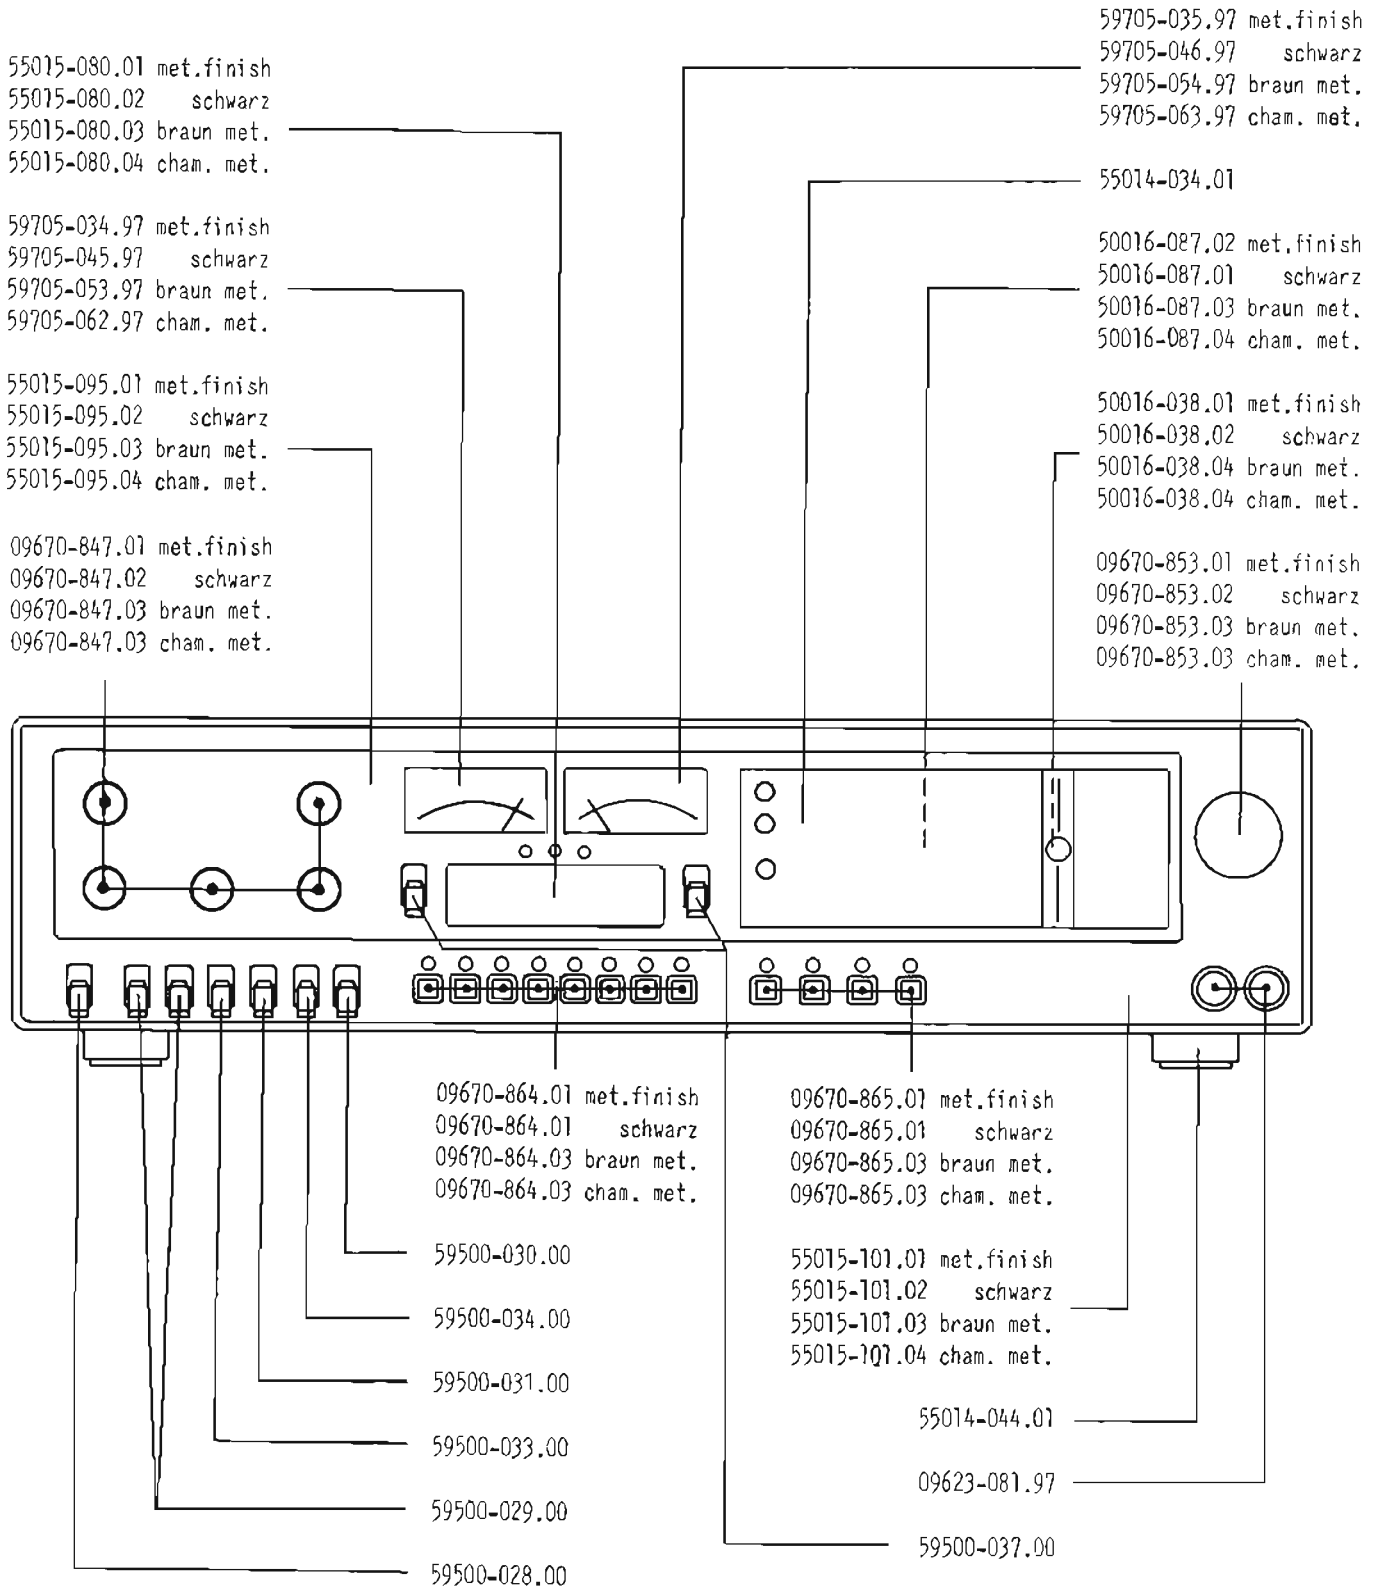 55015-080.01 met.finish
55015-080.02 schwarz
55015-080.03 braun met.
55015-080.04 cham. met.
59705-034.97 met.finish
59705-045.97 schwarz
59705-053.97 braun met.
59705-062.97 cham. met.
55015-095.01 met.finish
55015-095.02 schwarz
55015-095.03 braun met.
55015-095.04 cham. met.
09670-847.01 met.finish
09670-847.02 schwarz
09670-847.03 braun met.
09670-847.03 cham. met.
59705-035.97 met.finish
59705-046.97 schwarz
59705-054.97 braun met.
59705-063.97 cham. met.
55014-034.01
50016-087.02 met.finish
50016-087.01 schwarz
50016-087.03 braun met.
50016-087.04 cham. met.
50016-038.01 met.finish
50016-038.02 schwarz
50016-038.04 braun met.
50016-038.04 cham. met.
09670-853.01 met.finish
09670-853.02 schwarz
09670-853.03 braun met.
09670-853.03 cham. met.
09670-864.01 met.finish
09670-864.01 schwarz
09670-864.03 braun met.
09670-864.03 cham. met.
59500-030.00
59500-034.00
59500-031.00
59500-033.00
59500-029.00
59500-028.00
09670-865.01 met.finish
09670-865.01 schwarz
09670-865.03 braun met.
09670-865.03 cham. met.
55015-101.01 met.finish
55015-101.02 schwarz
55015-101.03 braun met.
55015-101.04 cham. met.
55014-044.01
09623-081.97
59500-037.00